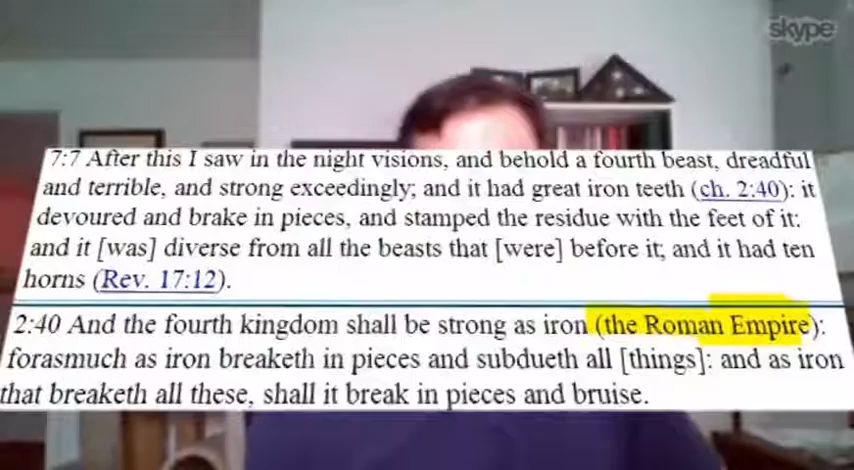 skype
7:7 After this I saw in the night visions, and behold a fourth beast, dreadful
and terrible, and strong exceedingly; and it had great iron teeth (ch. 2:40): it
devoured and brake in pieces, and stamped the residue with the feet of it:
and it [was] diverse from all the beasts that [were] before it; and it had ten
horns (Rev. 17:12).
2:40 And the fourth kingdom shall be strong as iron (the Roman Empire):
forasmuch as iron breaketh in pieces and subdueth all [things]: and as iron
that breaketh all these, shall it break in pieces and bruise.